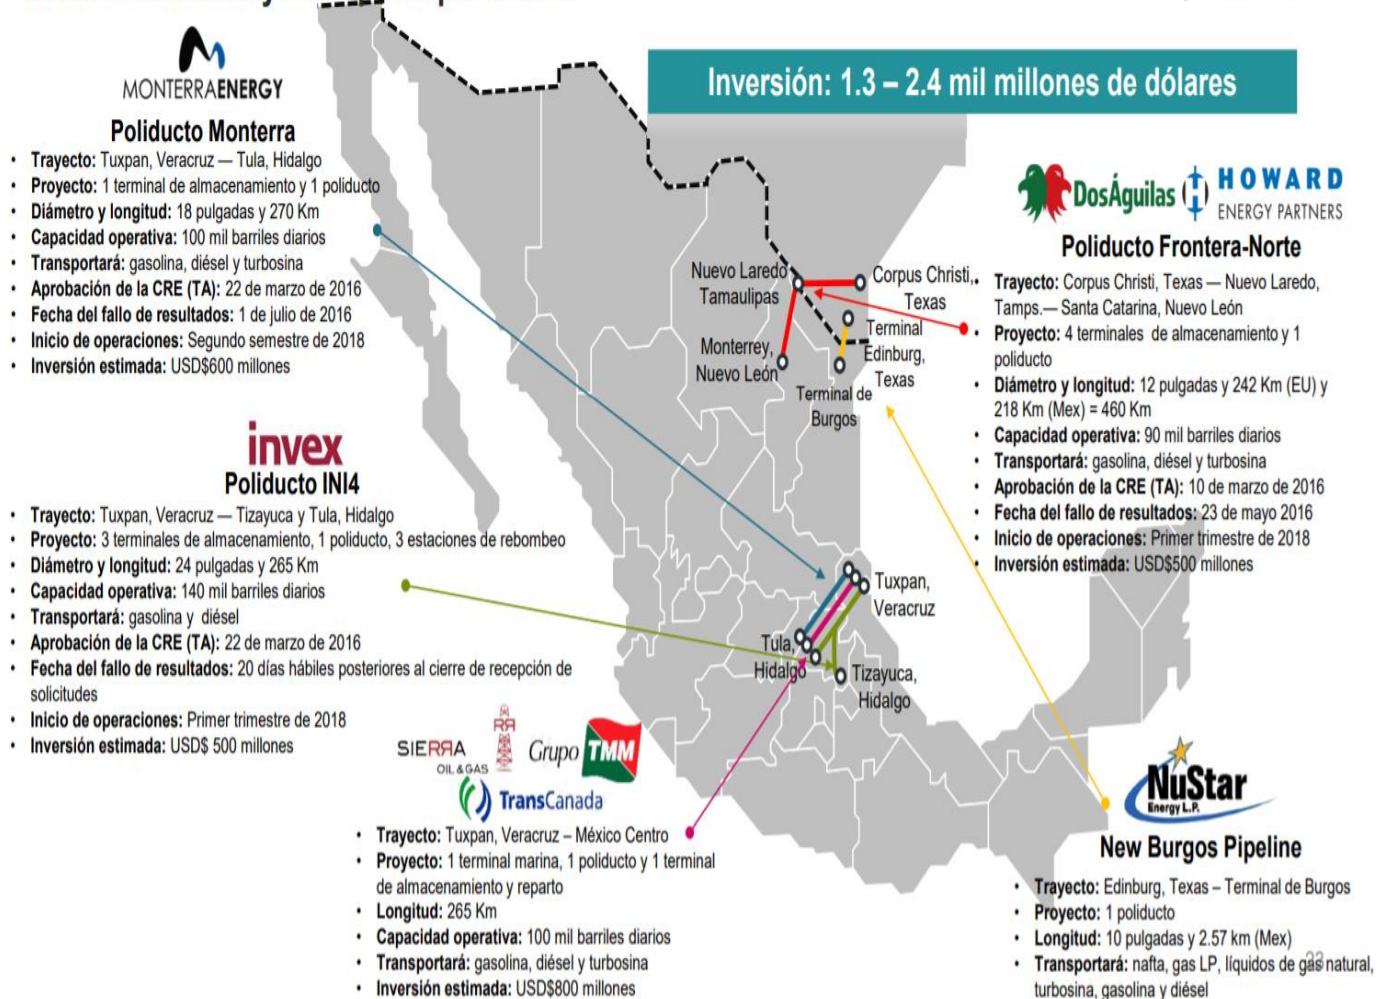 Inversión: 1.3 – 2.4 mil millones de dólares
MONTERRAENERGY
Poliducto Monterra
• Trayecto: Tuxpan, Veracruz — Tula, Hidalgo
• Proyecto: 1 terminal de almacenamiento y 1 poliducto
• Diámetro y longitud: 18 pulgadas y 270 Km
• Capacidad operativa: 100 mil barriles diarios
• Transportará: gasolina, diésel y turbosina
• Aprobación de la CRE (TA): 22 de marzo de 2016
• Fecha del fallo de resultados: 1 de julio de 2016
• Inicio de operaciones: Segundo semestre de 2018
• Inversión estimada: USD$600 millones
invex
Poliducto INI4
• Trayecto: Tuxpan, Veracruz — Tizayuca y Tula, Hidalgo
• Proyecto: 3 terminales de almacenamiento, 1 poliducto, 3 estaciones de rebombeo
• Diámetro y longitud: 24 pulgadas y 265 Km
• Capacidad operativa: 140 mil barriles diarios
• Transportará: gasolina y diésel
• Aprobación de la CRE (TA): 22 de marzo de 2016
• Fecha del fallo de resultados: 20 días hábiles posteriores al cierre de recepción de
solicitudes
• Inicio de operaciones: Primer trimestre de 2018
• Inversión estimada: USD$ 500 millones
SIERRA
OIL & GAS
Grupo TMM
TransCanada
• Trayecto: Tuxpan, Veracruz – México Centro
• Proyecto: 1 terminal marina, 1 poliducto y 1 terminal
de almacenamiento y reparto
• Longitud: 265 Km
• Capacidad operativa: 100 mil barriles diarios
• Transportará: gasolina, diésel y turbosina
• Inversión estimada: USD$800 millones
Nuevo Laredo
Tamaulipas
Corpus Christi,
Texas
Monterrey,
Nuevo León
Terminal
Edinburg,
Texas
Terminal de
Burgos
Tuxpan,
Veracruz
Tula,
Hidalgo
Tizayuca,
Hidalgo
DosÁguilas
HOWARD
ENERGY PARTNERS
Poliducto Frontera-Norte
• Trayecto: Corpus Christi, Texas — Nuevo Laredo,
Tamps.— Santa Catarina, Nuevo León
• Proyecto: 4 terminales de almacenamiento y 1
poliducto
• Diámetro y longitud: 12 pulgadas y 242 Km (EU) y
218 Km (Mex) = 460 Km
• Capacidad operativa: 90 mil barriles diarios
• Transportará: gasolina, diésel y turbosina
• Aprobación de la CRE (TA): 10 de marzo de 2016
• Fecha del fallo de resultados: 23 de mayo 2016
• Inicio de operaciones: Primer trimestre de 2018
• Inversión estimada: USD$500 millones
NuStar
Energy L.P.
New Burgos Pipeline
• Trayecto: Edinburg, Texas – Terminal de Burgos
• Proyecto: 1 poliducto
• Longitud: 10 pulgadas y 2.57 km (Mex)
• Transportará: nafta, gas LP, líquidos de gas natural,
turbosina, gasolina y diésel
23